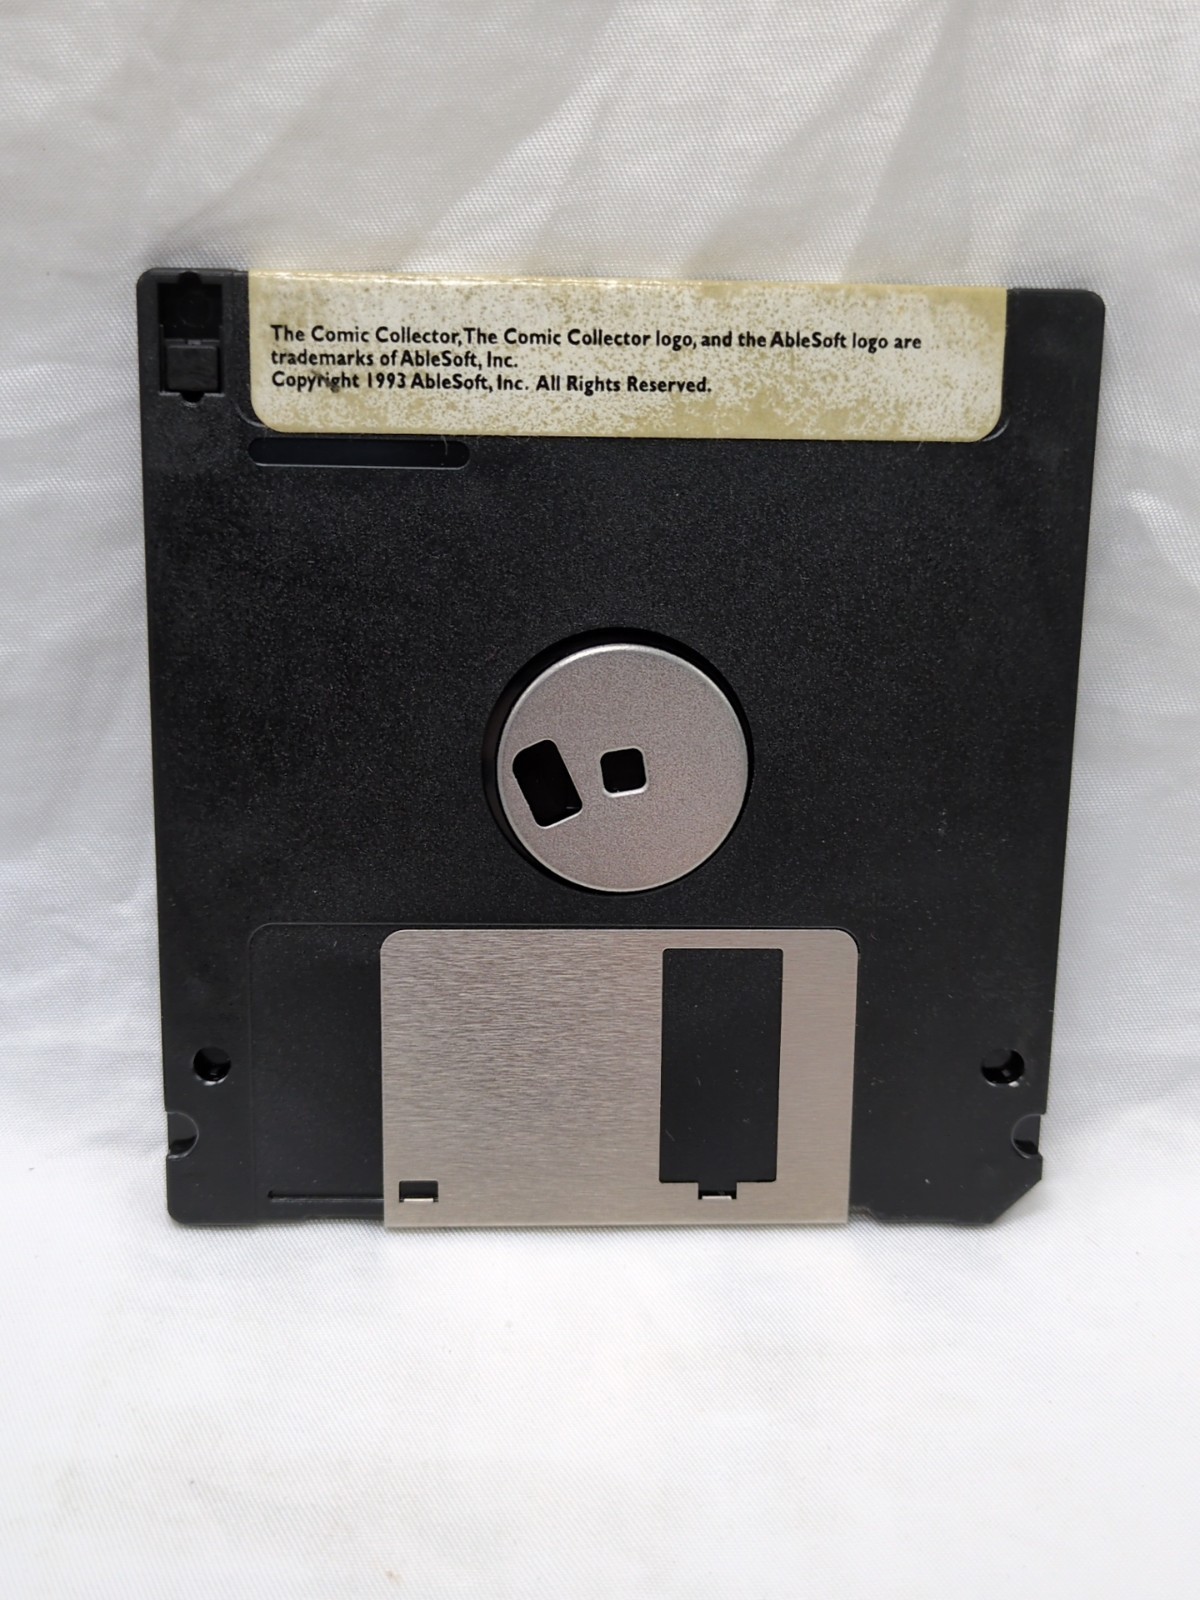 The Comic Collector, The Comic Collector logo, and the AbleSoft logo are
trademarks of AbleSoft, Inc.
Copyright 1993 AbleSoft, Inc. All Rights Reserved.